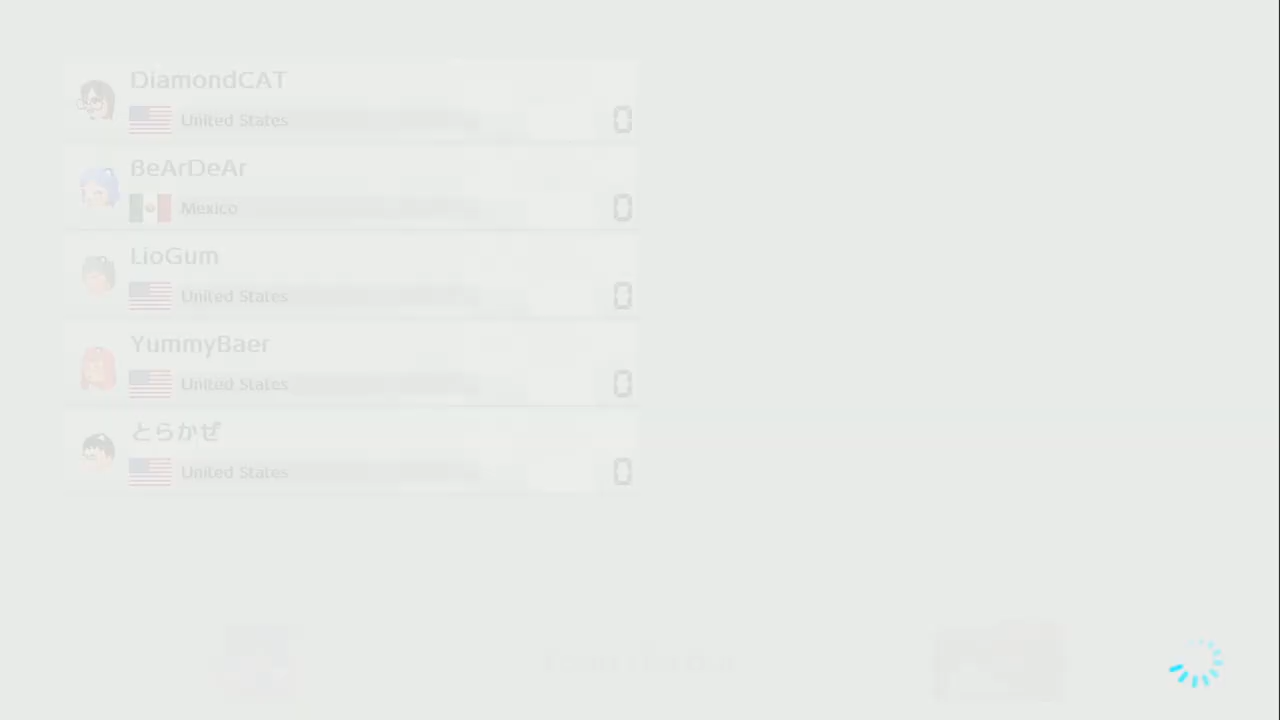 DiamondCAT
United States
0
BeArDeAr
Mexico
0
LioGum
United States
0
YummyBaer
United States
0
とらかぜ
United States
0